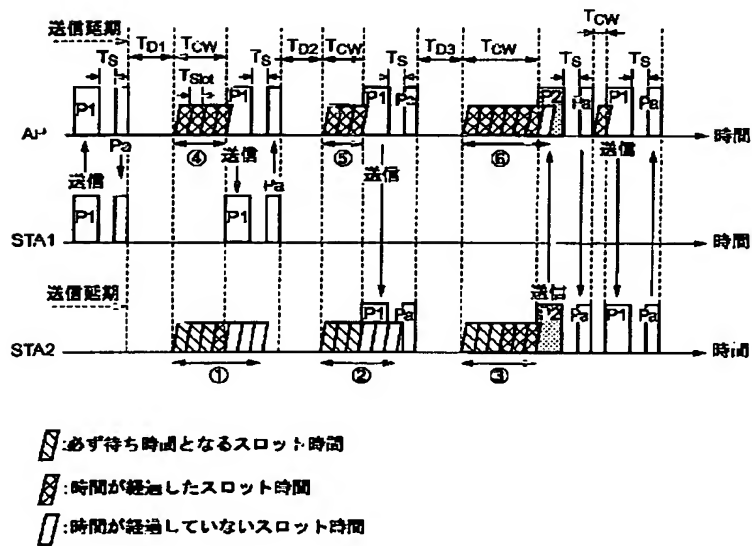 送信延期
TD1
TCW
TS
TD2
TCW
TS
TD3
TCW
TS
TCW
TS
TS
TSlot
P1
P1
P1
Pa
P2
Pa
P1
Pa
AP
時間
Pa
送信
④
送信
Pa
⑤
送信
⑥
送信
P1
P1
STA1
時間
送信延期
送信
P1
Pa
P2
Pa
P1
Pa
STA2
時間
①
②
③
:必ず待ち時間となるスロット時間
:時間が経過したスロット時間
:時間が経過していないスロット時間